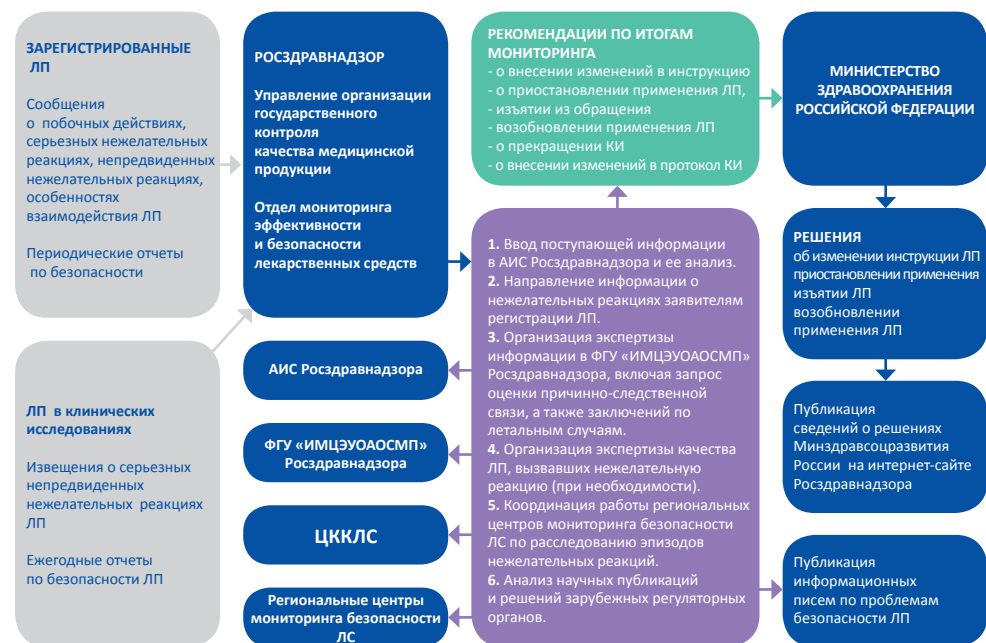 ЗАРЕГИСТРИРОВАННЫЕ
ЛП
Сообщения
о побочных действиях,
серьезных нежелательных
реакциях, непредвиденных
нежелательных реакциях,
особенностях
взаимодействия ЛП
Периодические отчеты
по безопасности
ЛП в клинических
исследованиях
Извещения о серьезных
непредвиденных
нежелательных реакциях
ЛП
Ежегодные отчеты
по безопасности ЛП
РОСЗДРАВНАДЗОР
Управление организации
государственного
контроля
качества медицинской
продукции
Отдел мониторинга
эффективности
и безопасности
лекарственных средств
АИС Росздравнадзора
ФГУ «ИМЦЭУОАОСМП»
Росздравнадзора
ЦККЛС
Региональные центры
мониторинга безопасности
ЛС
РЕКОМЕНДАЦИИ ПО ИТОГАМ
МОНИТОРИНГА
- о внесении изменений в инструкцию
- о приостановлении применения ЛП,
- изъятии из обращения
- возобновлении применения ЛП
- о прекращении КИ
- о внесении изменений в протокол КИ
1. Ввод поступающей информации
в АИС Росздравнадзора и ее анализ.
2. Направление информации о
нежелательных реакциях заявителям
регистрации ЛП.
3. Организация экспертизы
информации в ФГУ «ИМЦЭУОАОСМП»
Росздравнадзора, включая запрос
оценки причинно-следственной
связи, а также заключений по
летальным случаям.
4. Организация экспертизы качества
ЛП, вызвавших нежелательную
реакцию (при необходимости).
5. Координация работы региональных
центров мониторинга безопасности
ЛС по расследованию эпизодов
нежелательных реакций.
6. Анализ научных публикаций
и решений зарубежных регуляторных
органов.
МИНИСТЕРСТВО
ЗДРАВООХРАНЕНИЯ
РОССИЙСКОЙ ФЕДЕРАЦИИ
РЕШЕНИЯ
об изменении инструкции ЛП
приостановлении применения
изъятии ЛП
возобновлении
применения ЛП
Публикация
сведений о решениях
Минздравсоцразвития
России на интернет-сайте
Росздравнадзора
Публикация
информационных
писем по проблемам
безопасности ЛП